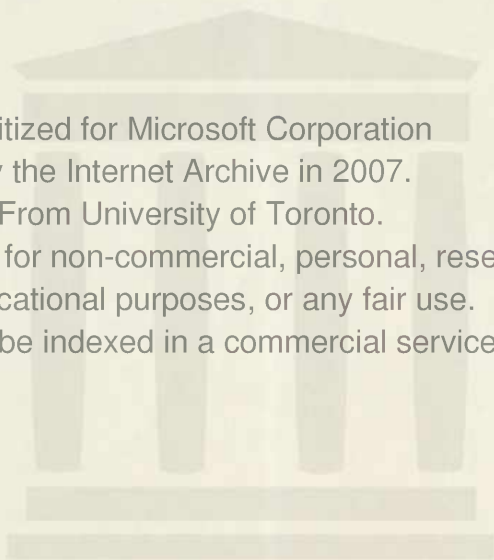 itized for Microsoft Corporation
the Internet Archive in 2007.
From University of Toronto.
for non-commercial, personal, rese
cational purposes, or any fair use.
be indexed in a commercial service